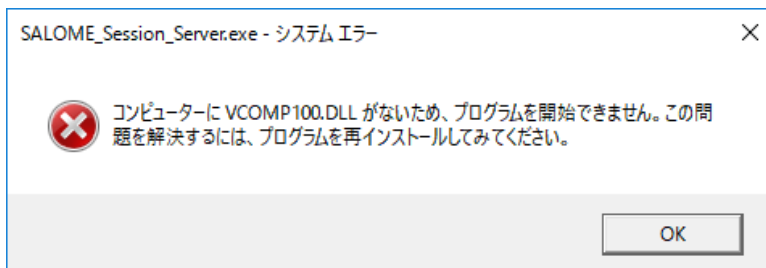 SALOME_Session_Server.exe - システム エラー
コンピューターに VCOMP100.DLL がないため、プログラムを開始できません。この問
題を解決するには、プログラムを再インストールしてみてください。
OK